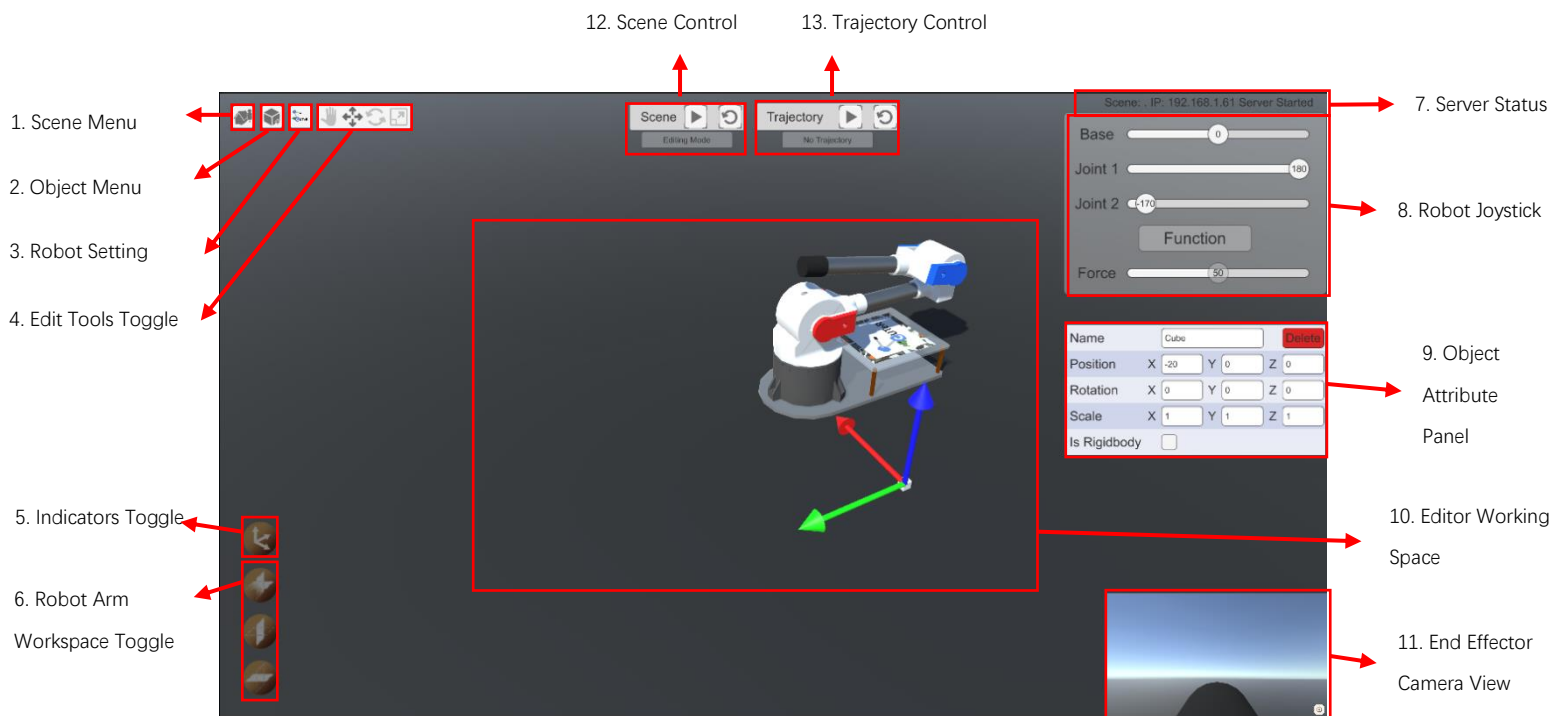 12. Scene Control
13. Trajectory Control
1. Scene Menu
2. Object Menu
3. Robot Setting
4. Edit Tools Toggle
5. Indicators Toggle
6. Robot Arm
Workspace Toggle
Scene
Editing Mode
Trajectory
No Trajectory
Scene: . IP: 192.168.1.61 Server Started
Base 0
Joint 1 180
Joint 2 -170
Function
Force 50
Name Cube Delete
Position X -20 Y 0 Z 0
Rotation X 0 Y 0 Z 0
Scale X 1 Y 1 Z 1
Is Rigidbody
7. Server Status
8. Robot Joystick
9. Object
Attribute
Panel
10. Editor Working
Space
11. End Effector
Camera View